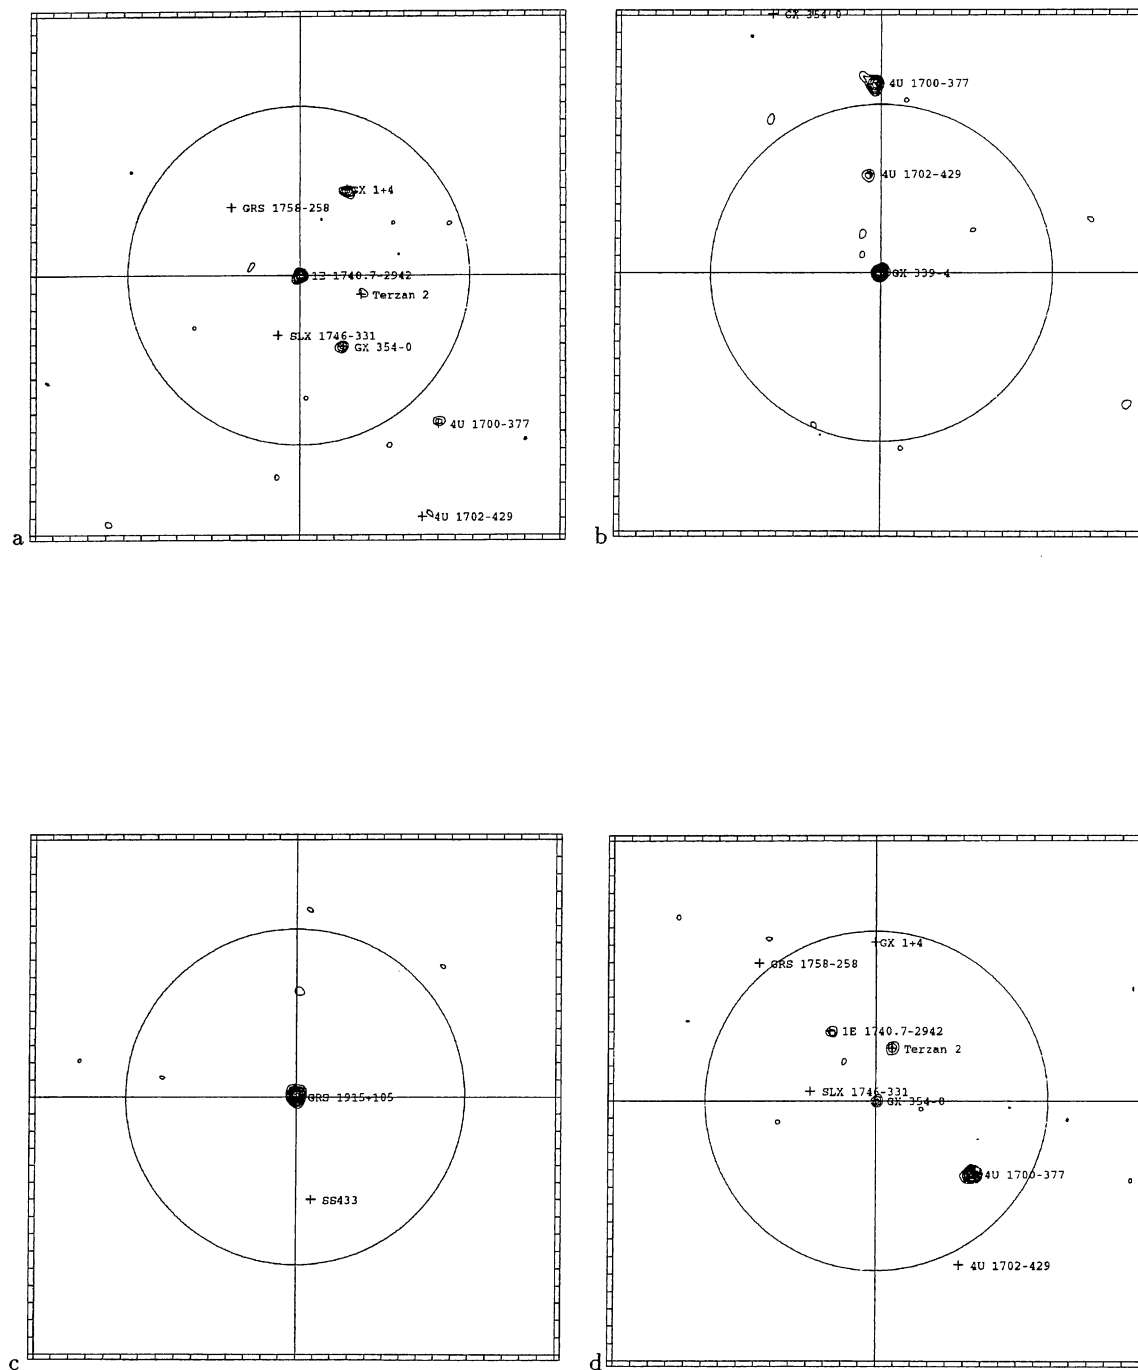 GX 1+4
GRS 1758-258
1E 1740.7-2942
Terzan 2
SLX 1746-331
GX 354-0
4U 1700-377
4U 1702-429
a
GX 354-0
4U 1700-377
4U 1702-429
GX 339-4
b
GRS 1915+105
SS433
c
GX 1+4
GRS 1758-258
1E 1740.7-2942
Terzan 2
SLX 1746-331
GX 354-0
4U 1700-377
4U 1702-429
d